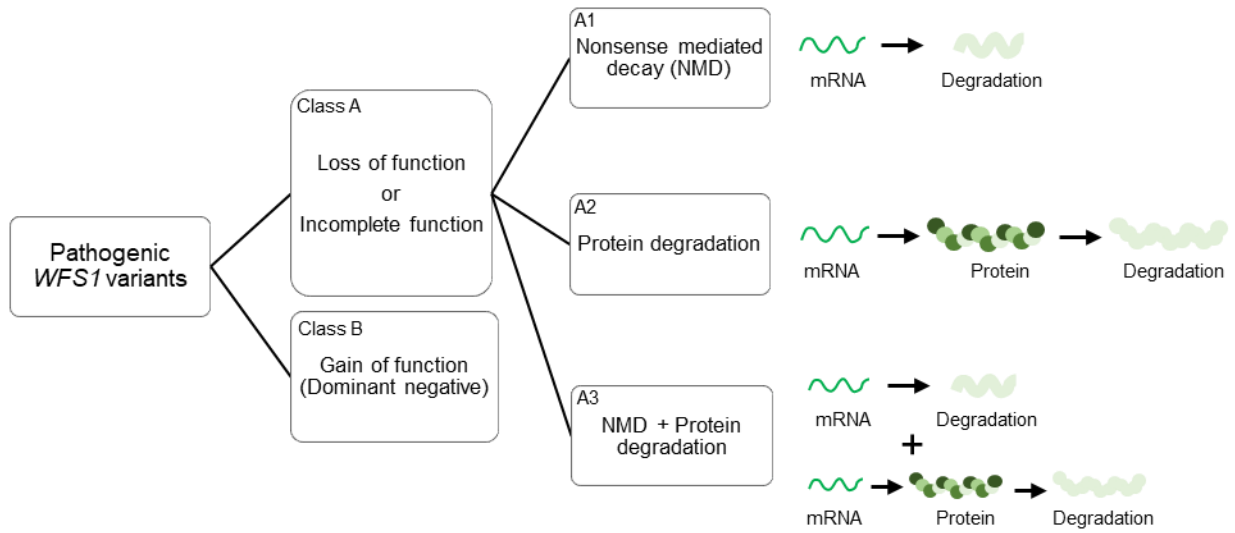 Pathogenic
WFS1 variants
Class A
Loss of function
or
Incomplete function
Class B
Gain of function
(Dominant negative)
A1
Nonsense mediated
decay (NMD)
mRNA
Degradation
A2
Protein degradation
mRNA
Protein
Degradation
A3
NMD + Protein
degradation
mRNA
Degradation
+
mRNA
Protein
Degradation